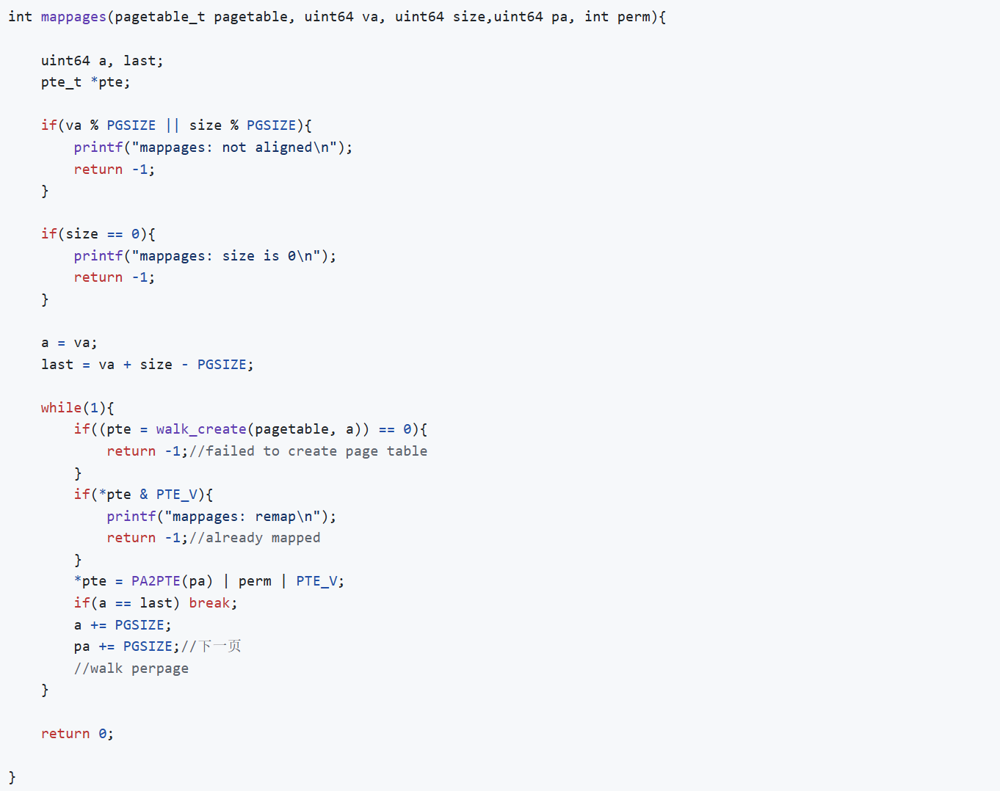 int mappages(pagetable_t pagetable, uint64 va, uint64 size,uint64 pa, int perm){
uint64 a, last;
pte_t *pte;
if(va % PGSIZE || size % PGSIZE){
printf("mappages: not aligned\n");
return -1;
}
if(size == 0){
printf("mappages: size is 0\n");
return -1;
}
a = va;
last = va + size - PGSIZE;
while(1){
if((pte = walk_create(pagetable, a)) == 0){
return -1;//failed to create page table
}
if(*pte & PTE_V){
printf("mappages: remap\n");
return -1;//already mapped
}
*pte = PA2PTE(pa) | perm | PTE_V;
if(a == last) break;
a += PGSIZE;
pa += PGSIZE;//下一页
//walk perpage
}
return 0;
}